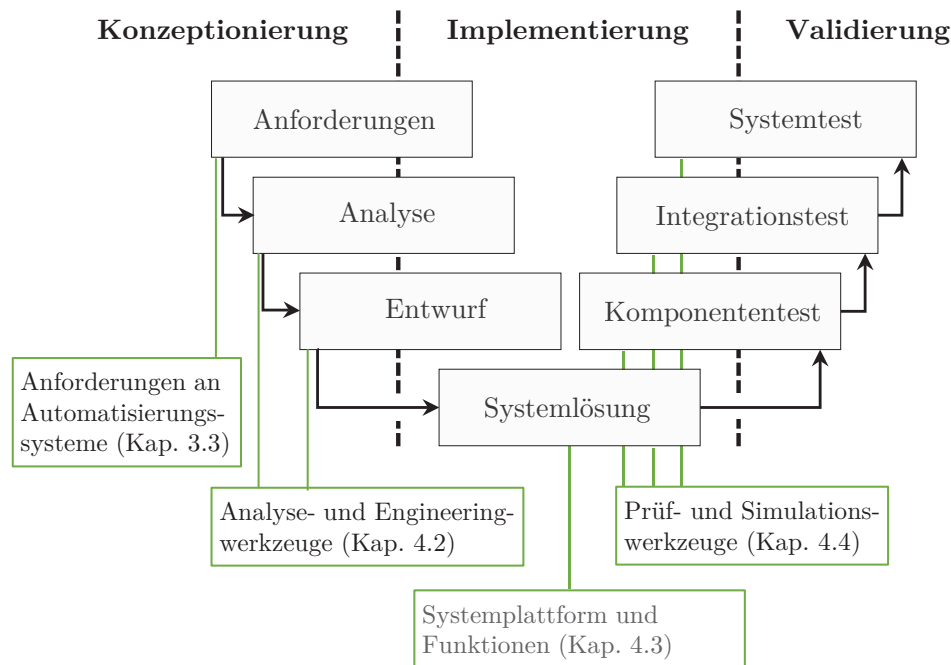 Konzeptionierung
Implementierung
Validierung
Anforderungen
Systemtest
Analyse
Integrationstest
Entwurf
Komponententest
Systemlösung
Anforderungen an
Automatisierungs-
systeme (Kap. 3.3)
Analyse- und Engineering-
werkzeuge (Kap. 4.2)
Prüf- und Simulations-
werkzeuge (Kap. 4.4)
Systemplattform und
Funktionen (Kap. 4.3)